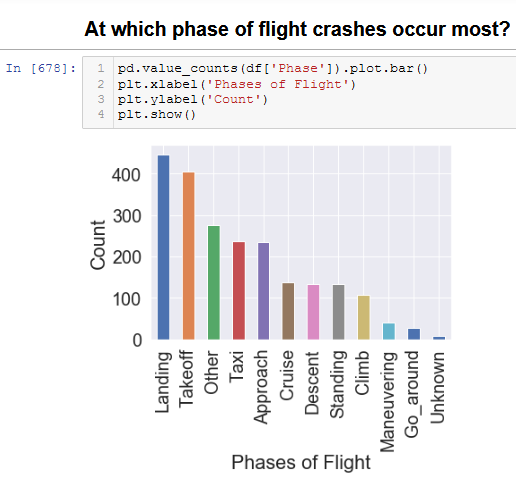 At which phase of flight crashes occur most?
In [678]:
1 pd.value_counts(df['Phase']).plot.bar()
2 plt.xlabel('Phases of Flight')
3 plt.ylabel('Count')
4 plt.show()
400
300
200
100
0
Count
Landing
Takeoff
Other
Taxi
Approach
Cruise
Descent
Standing
Climb
Maneuvering
Go_around
Unknown
Phases of Flight